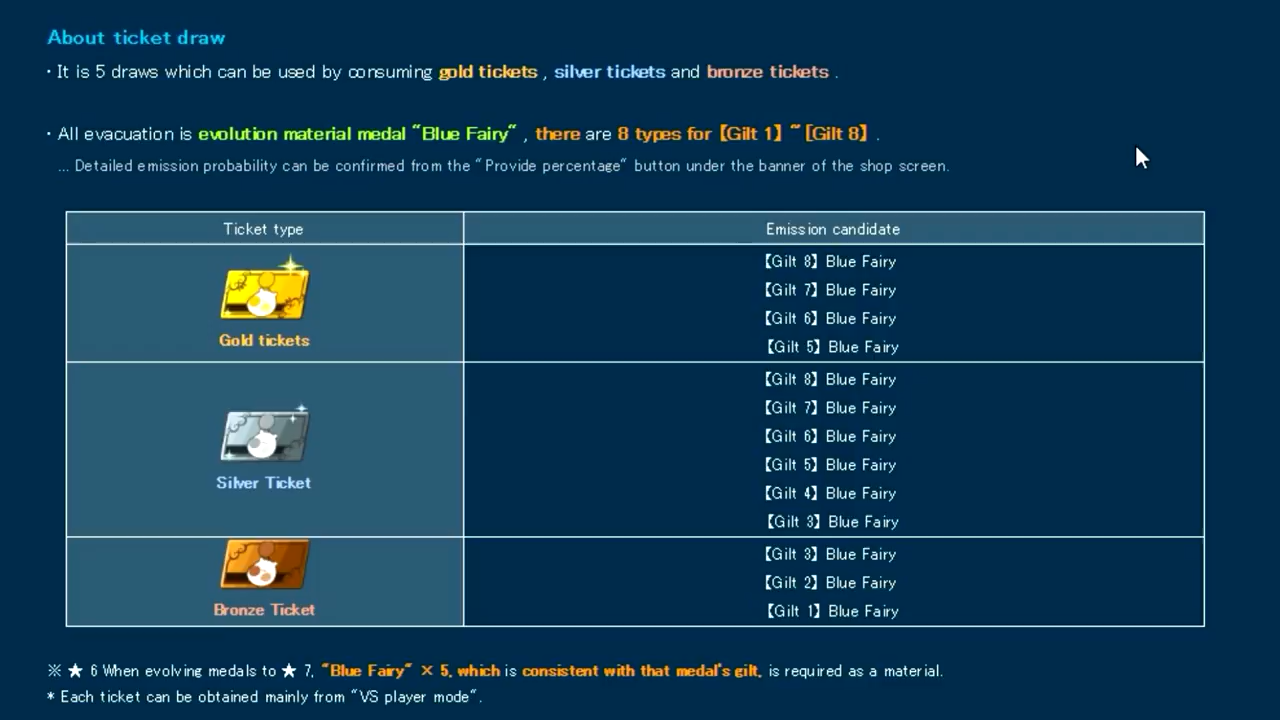 About ticket draw
・It is 5 draws which can be used by consuming gold tickets , silver tickets and bronze tickets .
・All evacuation is evolution material medal "Blue Fairy" , there are 8 types for【Gilt 1】~[Gilt 8】 .
... Detailed emission probability can be confirmed from the "Provide percentage" button under the banner of the shop screen.
Ticket type
Emission candidate
Gold tickets
【Gilt 8】Blue Fairy
【Gilt 7】Blue Fairy
【Gilt 6】Blue Fairy
【Gilt 5】Blue Fairy
Silver Ticket
【Gilt 8】Blue Fairy
【Gilt 7】Blue Fairy
【Gilt 6】Blue Fairy
【Gilt 5】Blue Fairy
【Gilt 4】Blue Fairy
【Gilt 3】Blue Fairy
Bronze Ticket
【Gilt 3】Blue Fairy
【Gilt 2】Blue Fairy
【Gilt 1】Blue Fairy
※ ★ 6 When evolving medals to ★ 7, "Blue Fairy" × 5, which is consistent with that medal's gilt, is required as a material.
* Each ticket can be obtained mainly from "VS player mode".